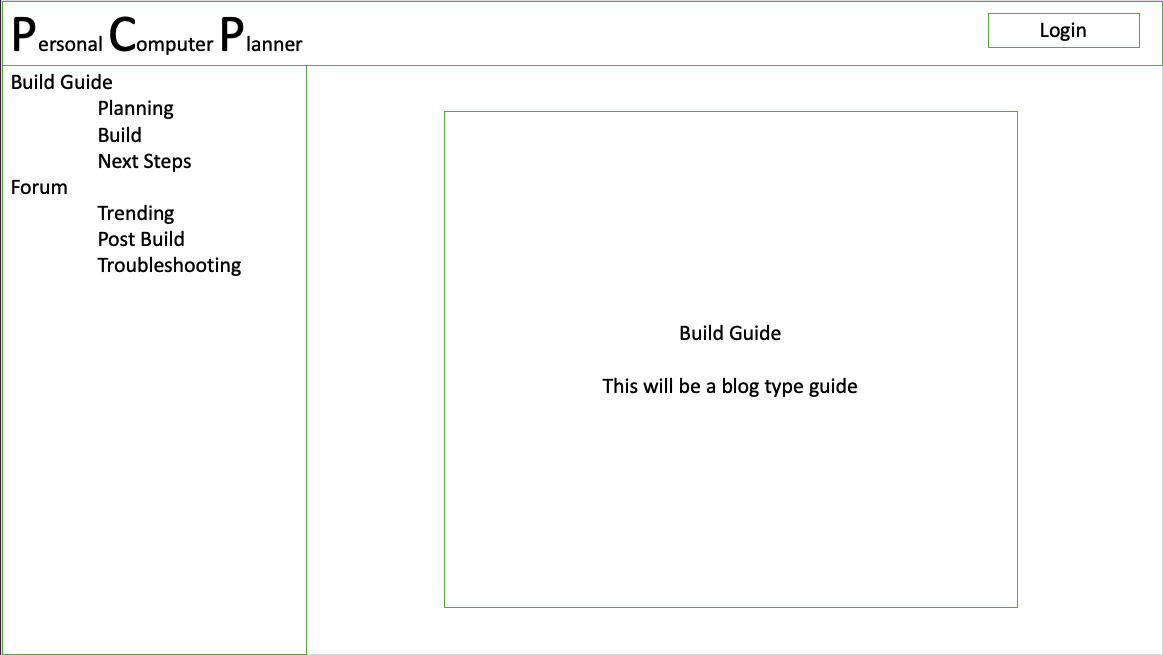 Personal Computer Planner
Login
Build Guide
Planning
Build
Next Steps
Forum
Trending
Post Build
Troubleshooting
Build Guide
This will be a blog type guide